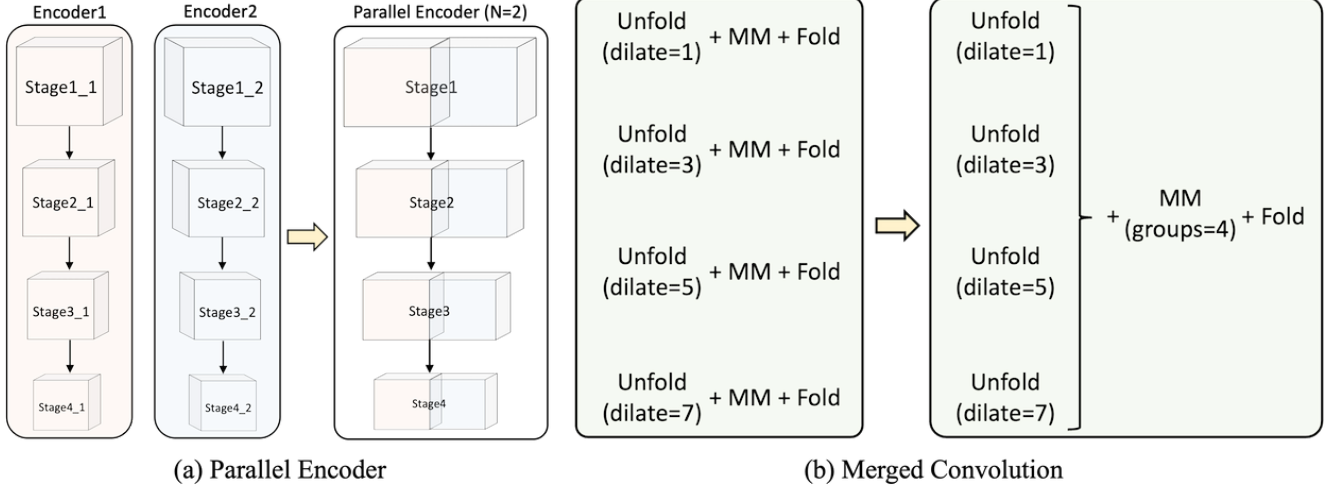 Encoder1
Stage1_1
Stage2_1
Stage3_1
Stage4_1
Encoder2
Stage1_2
Stage2_2
Stage3_2
Stage4_2
Parallel Encoder (N=2)
Stage1
Stage2
Stage3
Stage4
(a) Parallel Encoder
Unfold
(dilate=1) + MM + Fold
Unfold
(dilate=3) + MM + Fold
Unfold
(dilate=5) + MM + Fold
Unfold
(dilate=7) + MM + Fold
Unfold
(dilate=1)
Unfold
(dilate=3)
Unfold
(dilate=5)
Unfold
(dilate=7)
+ MM
(groups=4) + Fold
(b) Merged Convolution